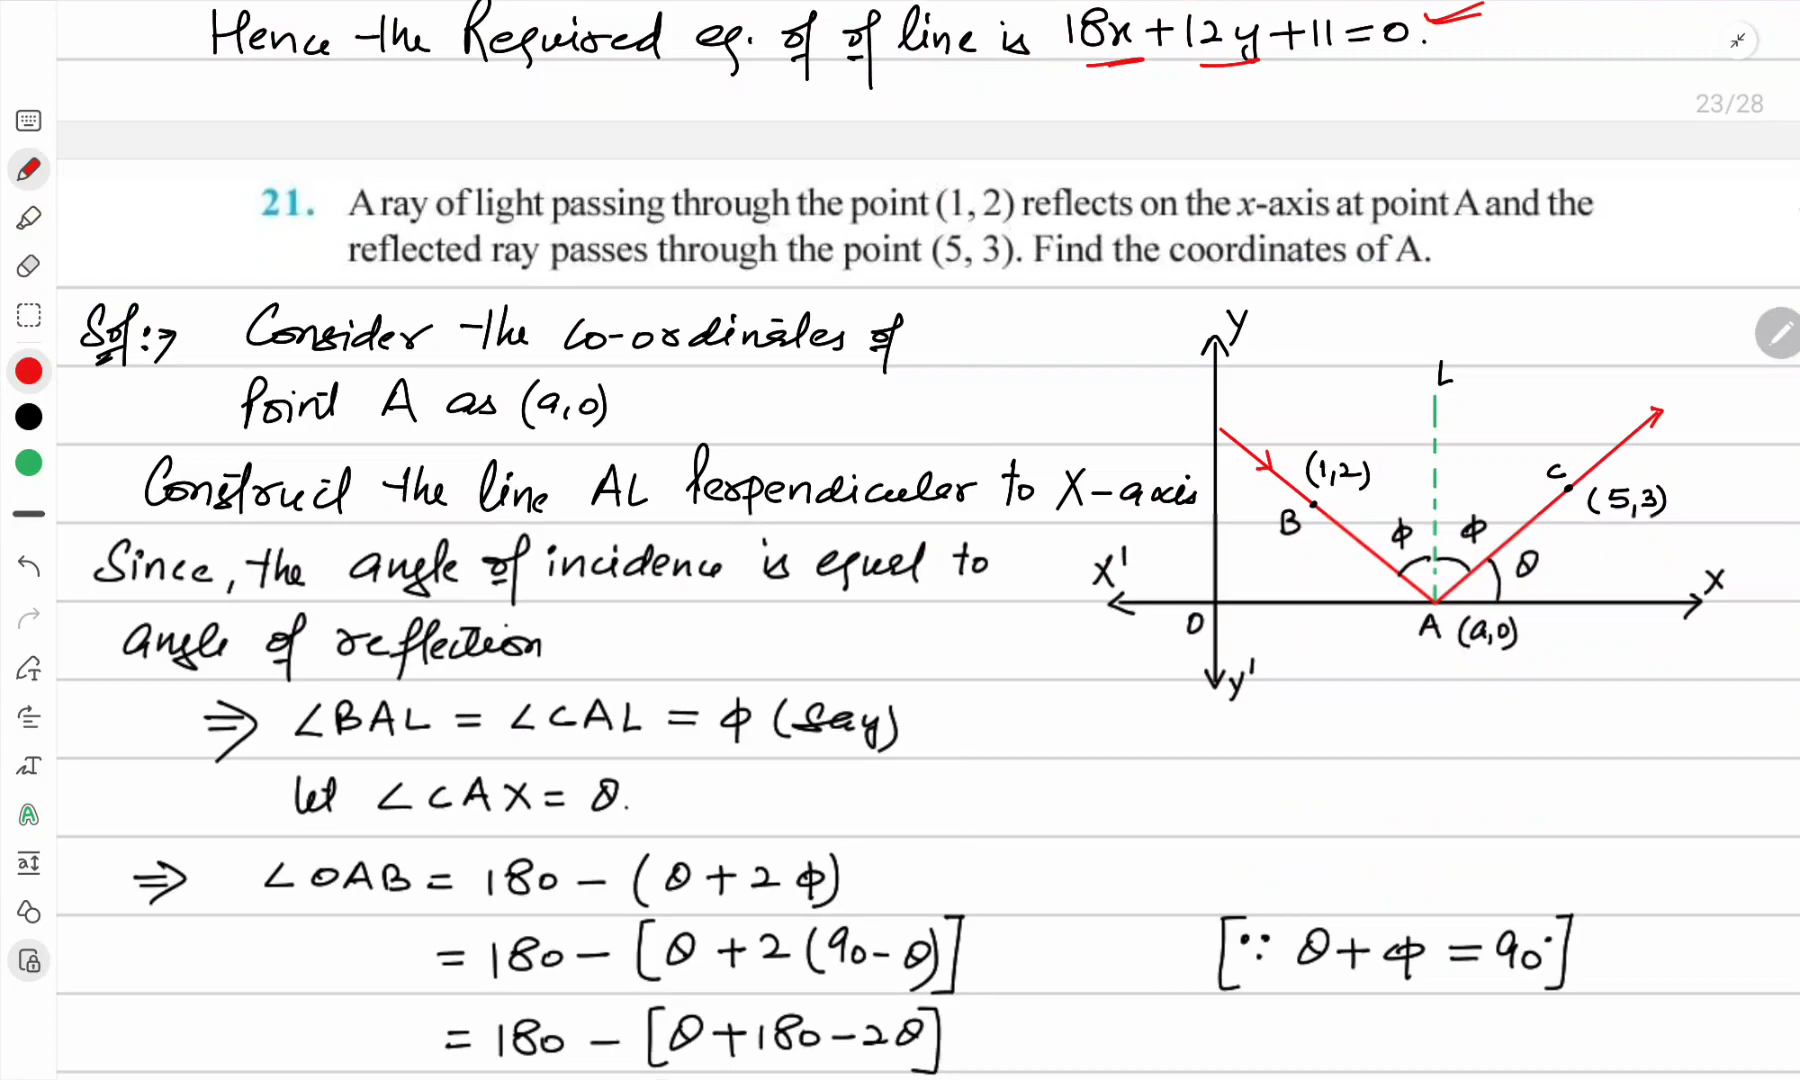 Hence the Required eq. of of line is 18x+12y+11=0.
23/28
21. A ray of light passing through the point (1, 2) reflects on the x-axis at point A and the
reflected ray passes through the point (5, 3). Find the coordinates of A.
Sol:→ Consider the co-ordinates of
Point A as (a,0)
Construct the line AL Perpendicular to X-axis
Since, the angle of incidence is equal to
angle of reflection
⇒ ∠BAL = ∠CAL = φ (say)
let ∠CAX = θ.
⇒ ∠OAB = 180 - (θ + 2φ)
= 180 - [θ + 2(90-θ)] [∵ θ + φ = 90°]
= 180 - [θ + 180 - 2θ]
Y
L
(1,2)
C
(5,3)
B
φ φ
θ
X'
X
O
A (a,0)
Y'